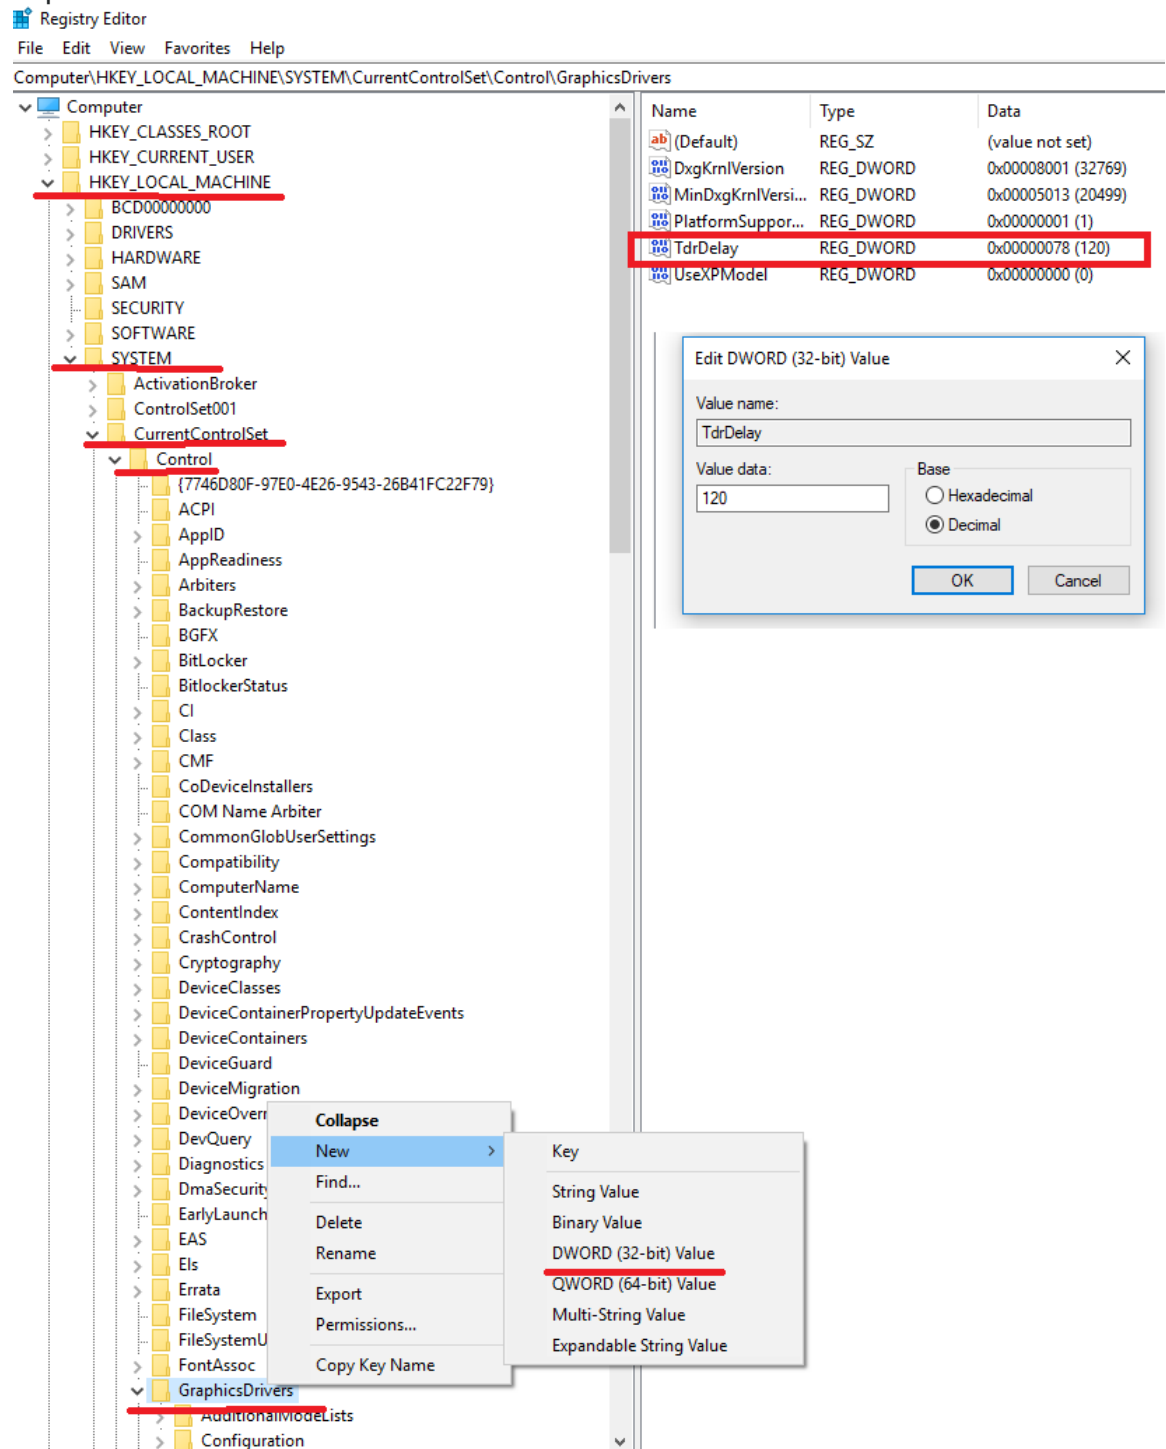 Registry Editor
File Edit View Favorites Help
Computer\HKEY_LOCAL_MACHINE\SYSTEM\CurrentControlSet\Control\GraphicsDrivers
Computer
HKEY_CLASSES_ROOT
HKEY_CURRENT_USER
HKEY_LOCAL_MACHINE
BCD00000000
DRIVERS
HARDWARE
SAM
SECURITY
SOFTWARE
SYSTEM
ActivationBroker
ControlSet001
CurrentControlSet
Control
{7746D80F-97E0-4E26-9543-26B41FC22F79}
ACPI
AppID
AppReadiness
Arbiters
BackupRestore
BGFX
BitLocker
BitlockerStatus
CI
Class
CMF
CoDeviceInstallers
COM Name Arbiter
CommonGlobUserSettings
Compatibility
ComputerName
ContentIndex
CrashControl
Cryptography
DeviceClasses
DeviceContainerPropertyUpdateEvents
DeviceContainers
DeviceGuard
DeviceMigration
DeviceOverr
DevQuery
Diagnostics
DmaSecurity
EarlyLaunch
EAS
Els
Errata
FileSystem
FileSystemU
FontAssoc
GraphicsDrivers
AdditionalModeLists
Configuration
Name Type Data
(Default) REG_SZ (value not set)
DxgKrnlVersion REG_DWORD 0x00008001 (32769)
MinDxgKrnlVersi... REG_DWORD 0x00005013 (20499)
PlatformSuppor... REG_DWORD 0x00000001 (1)
TdrDelay REG_DWORD 0x00000078 (120)
UseXPModel REG_DWORD 0x00000000 (0)
Edit DWORD (32-bit) Value
Value name:
TdrDelay
Value data:
120
Base
Hexadecimal
Decimal
OK Cancel
Collapse
New
Find...
Delete
Rename
Export
Permissions...
Copy Key Name
Key
String Value
Binary Value
DWORD (32-bit) Value
QWORD (64-bit) Value
Multi-String Value
Expandable String Value